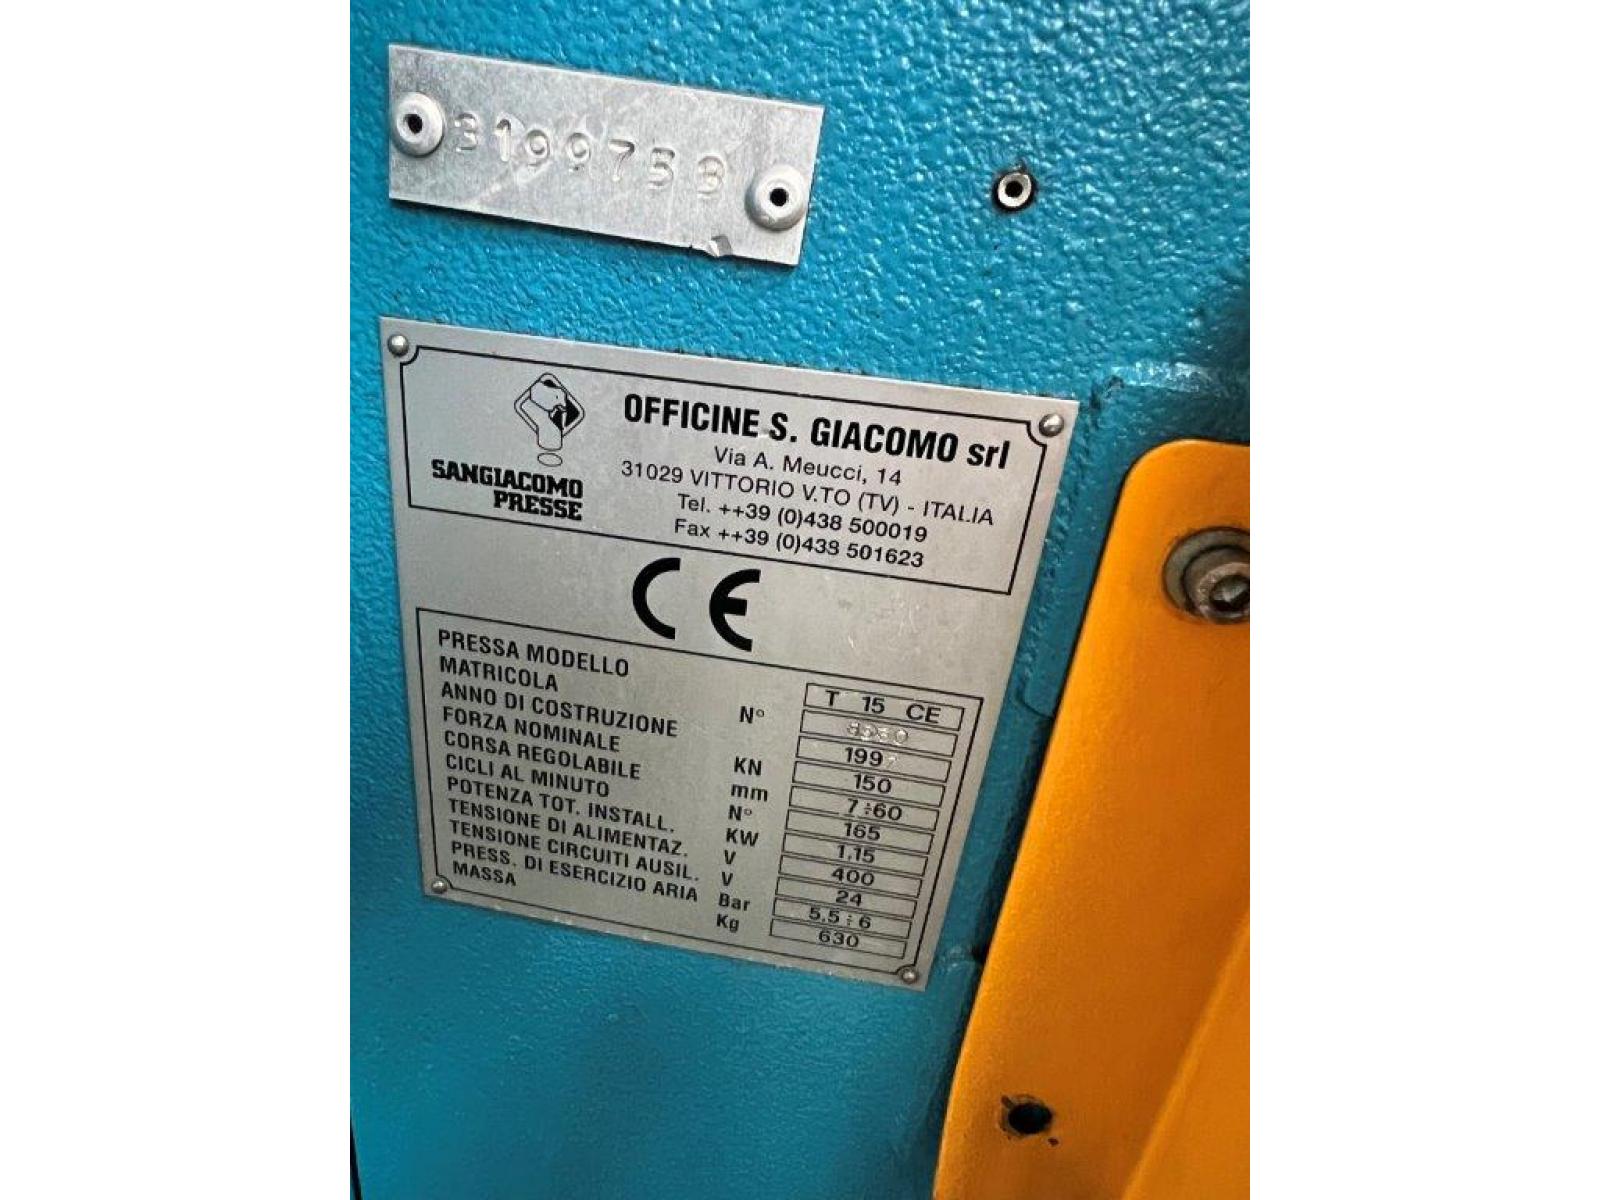 3199753
SANGIACOMO
PRESSE
OFFICINE S. GIACOMO srl
Via A. Meucci, 14
31029 VITTORIO V.TO (TV) - ITALIA
Tel. ++39 (0)438 500019
Fax ++39 (0)438 501623
CE
PRESSA MODELLO T 15 CE
MATRICOLA N°
ANNO DI COSTRUZIONE 1997
FORZA NOMINALE KN 150
CORSA REGOLABILE mm 7÷60
CICLI AL MINUTO N° 165
POTENZA TOT. INSTALL. KW 1,15
TENSIONE DI ALIMENTAZ. V 400
TENSIONE CIRCUITI AUSIL. V 24
PRESS. DI ESERCIZIO ARIA Bar 5.5÷6
MASSA Kg 630